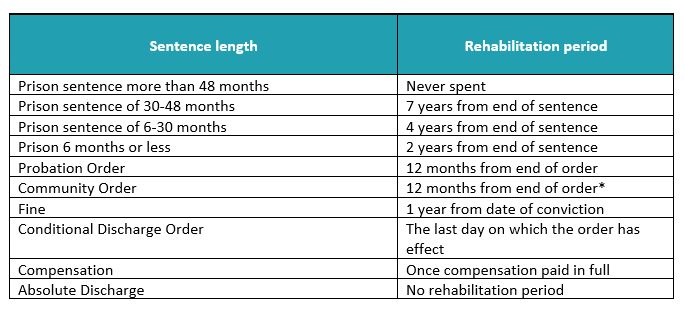 Sentence length Rehabilitation period
Prison sentence more than 48 months Never spent
Prison sentence of 30-48 months 7 years from end of sentence
Prison sentence of 6-30 months 4 years from end of sentence
Prison 6 months or less 2 years from end of sentence
Probation Order 12 months from end of order
Community Order 12 months from end of order*
Fine 1 year from date of conviction
Conditional Discharge Order The last day on which the order has
effect
Compensation Once compensation paid in full
Absolute Discharge No rehabilitation period